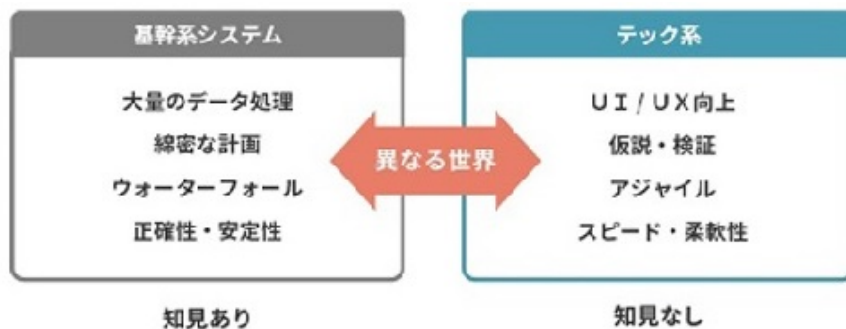 基幹系システム
大量のデータ処理
綿密な計画
ウォーターフォール
正確性・安定性
知見あり
異なる世界
テック系
UI / UX向上
仮説・検証
アジャイル
スピード・柔軟性
知見なし